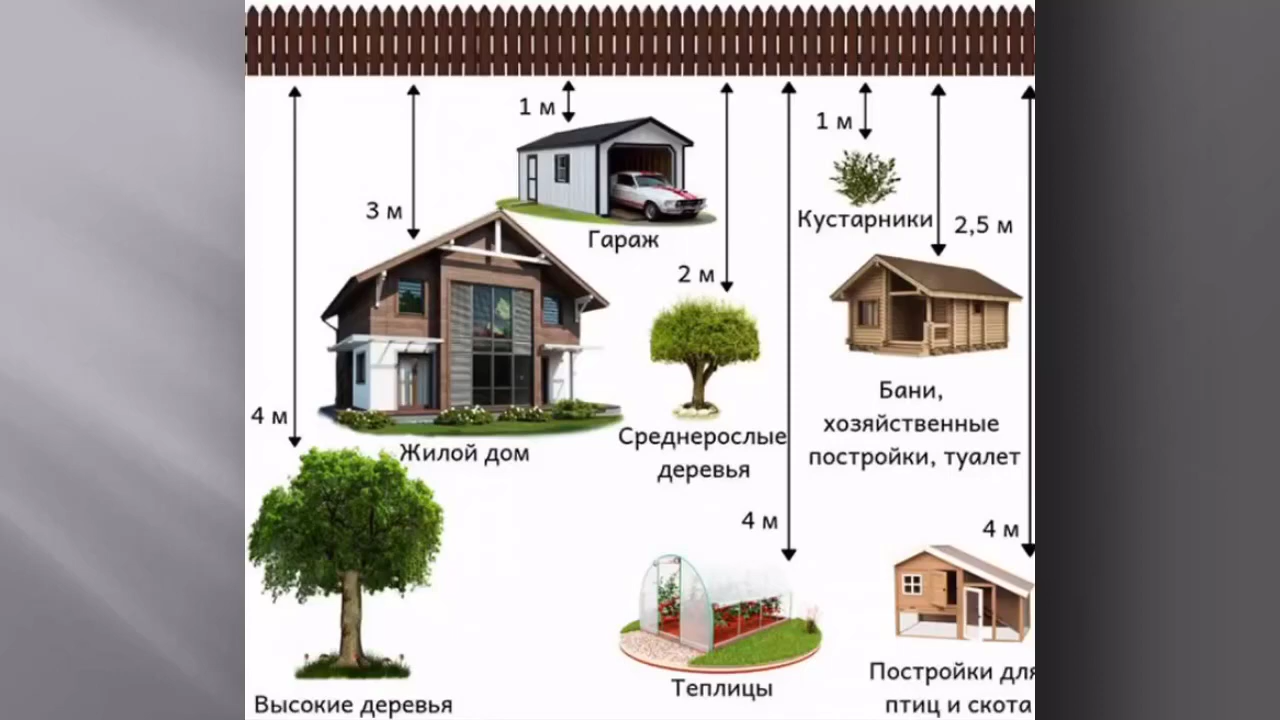 1 м
1 м
3 м
Гараж
Кустарники
2,5 м
2 м
4 м
Жилой дом
Среднерослые
деревья
Бани,
хозяйственные
постройки, туалет
4 м
4 м
Высокие деревья
Теплицы
Постройки для
птиц и скота